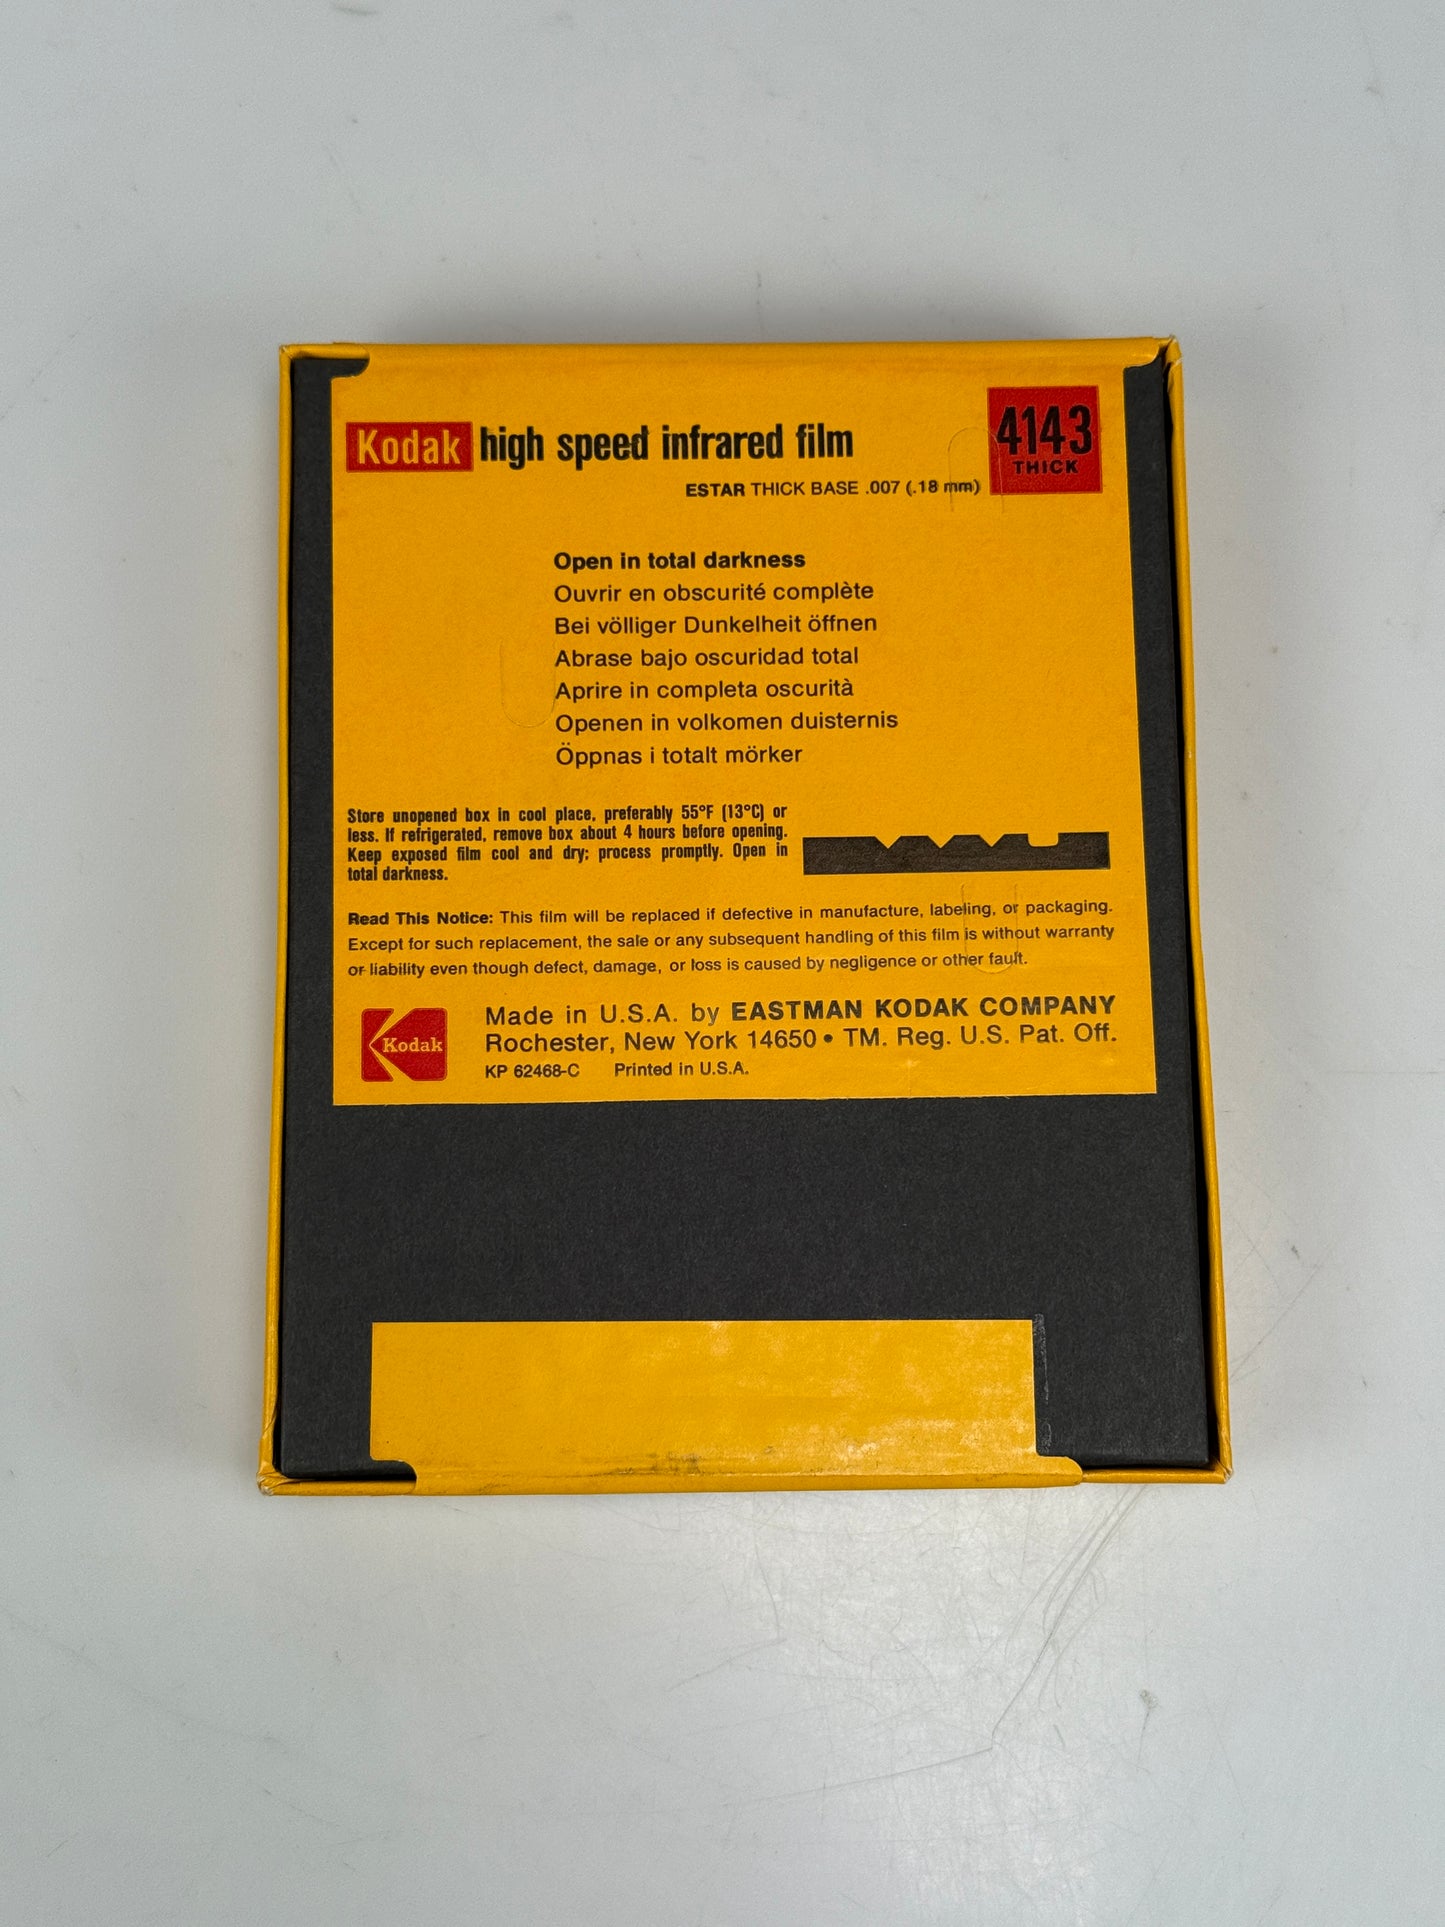 Kodak high speed infrared film
4143
THICK
ESTAR THICK BASE .007 (.18 mm)
Open in total darkness
Ouvrir en obscurité complète
Bei völliger Dunkelheit öffnen
Abrase bajo oscuridad total
Aprire in completa oscurità
Openen in volkomen duisternis
Öppnas i totalt mörker
Store unopened box in cool place, preferably 55°F (13°C) or
less. If refrigerated, remove box about 4 hours before opening.
Keep exposed film cool and dry; process promptly. Open in
total darkness.
Read This Notice: This film will be replaced if defective in manufacture, labeling, or packaging.
Except for such replacement, the sale or any subsequent handling of this film is without warranty
or liability even though defect, damage, or loss is caused by negligence or other fault.
Kodak
Made in U.S.A. by EASTMAN KODAK COMPANY
Rochester, New York 14650 • TM. Reg. U.S. Pat. Off.
KP 62468-C Printed in U.S.A.